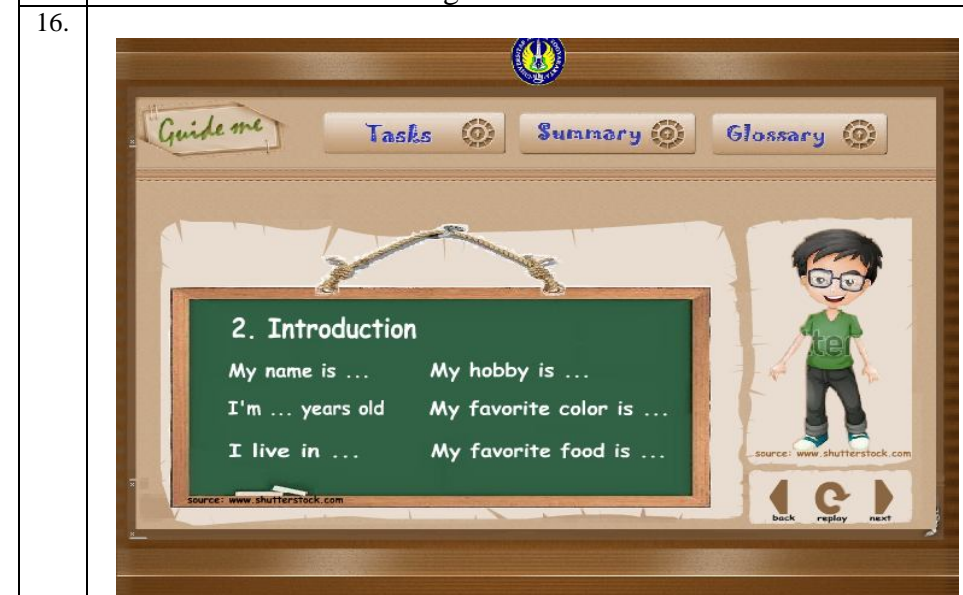 16.
Guide me
Tasks
Summary
Glossary
2. Introduction
My name is ...
My hobby is ...
I'm ... years old
My favorite color is ...
I live in ...
My favorite food is ...
source: www.shutterstock.com
source: www.shutterstock.com
back replay next